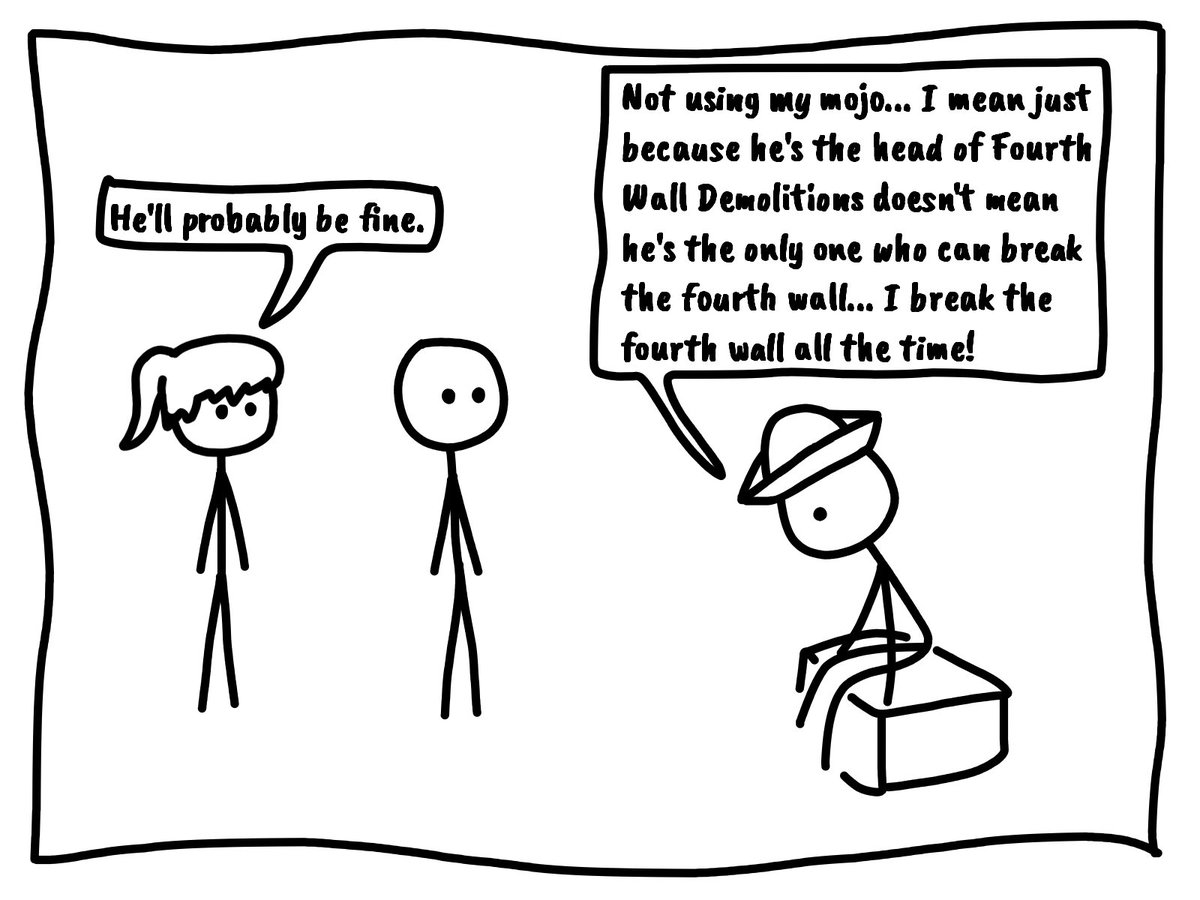 He'll probably be fine.
Not using my mojo... I mean just
because he's the head of Fourth
Wall Demolitions doesn't mean
he's the only one who can break
the fourth wall... I break the
fourth wall all the time!